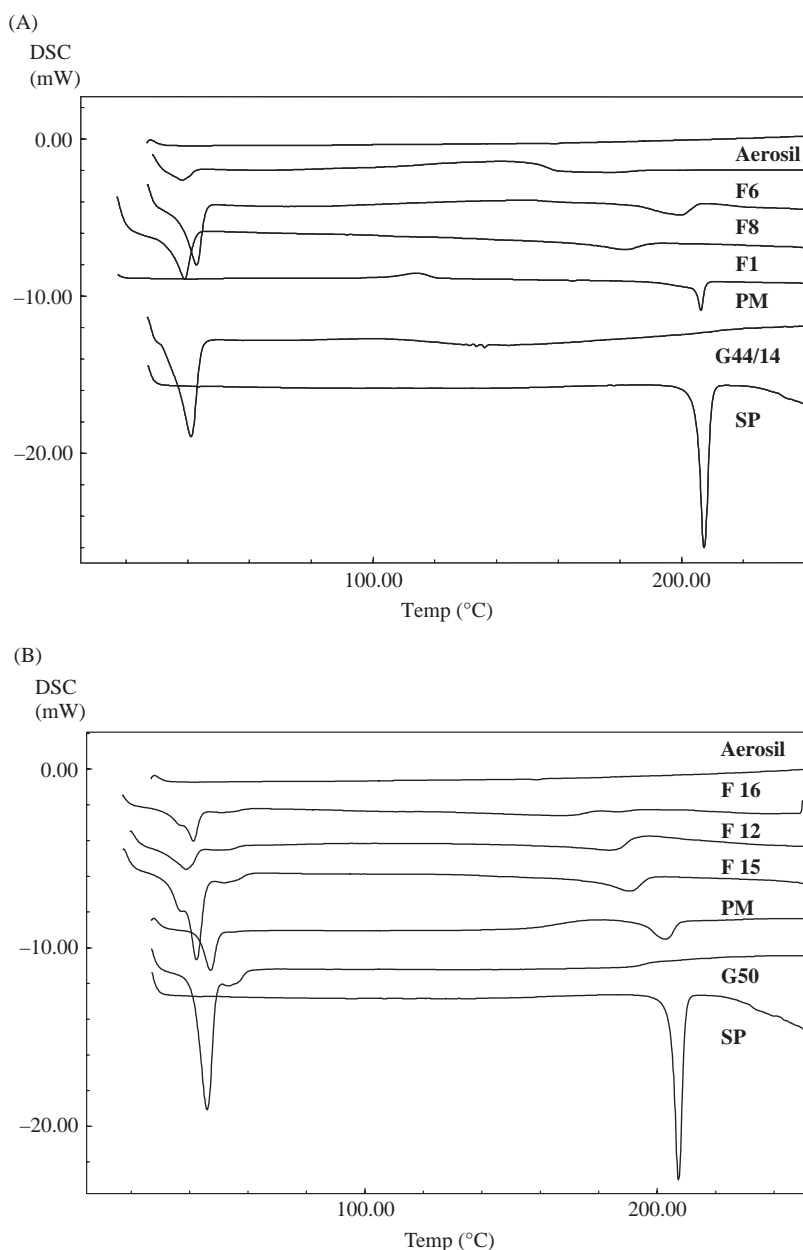 (A)
DSC
(mW)
0.00
Aerosil
F6
F8
F1
−10.00
PM
G44/14
SP
−20.00
100.00
200.00
Temp (°C)
(B)
DSC
(mW)
Aerosil
0.00
F 16
F 12
F 15
PM
−10.00
G50
SP
−20.00
100.00
200.00
Temp (°C)